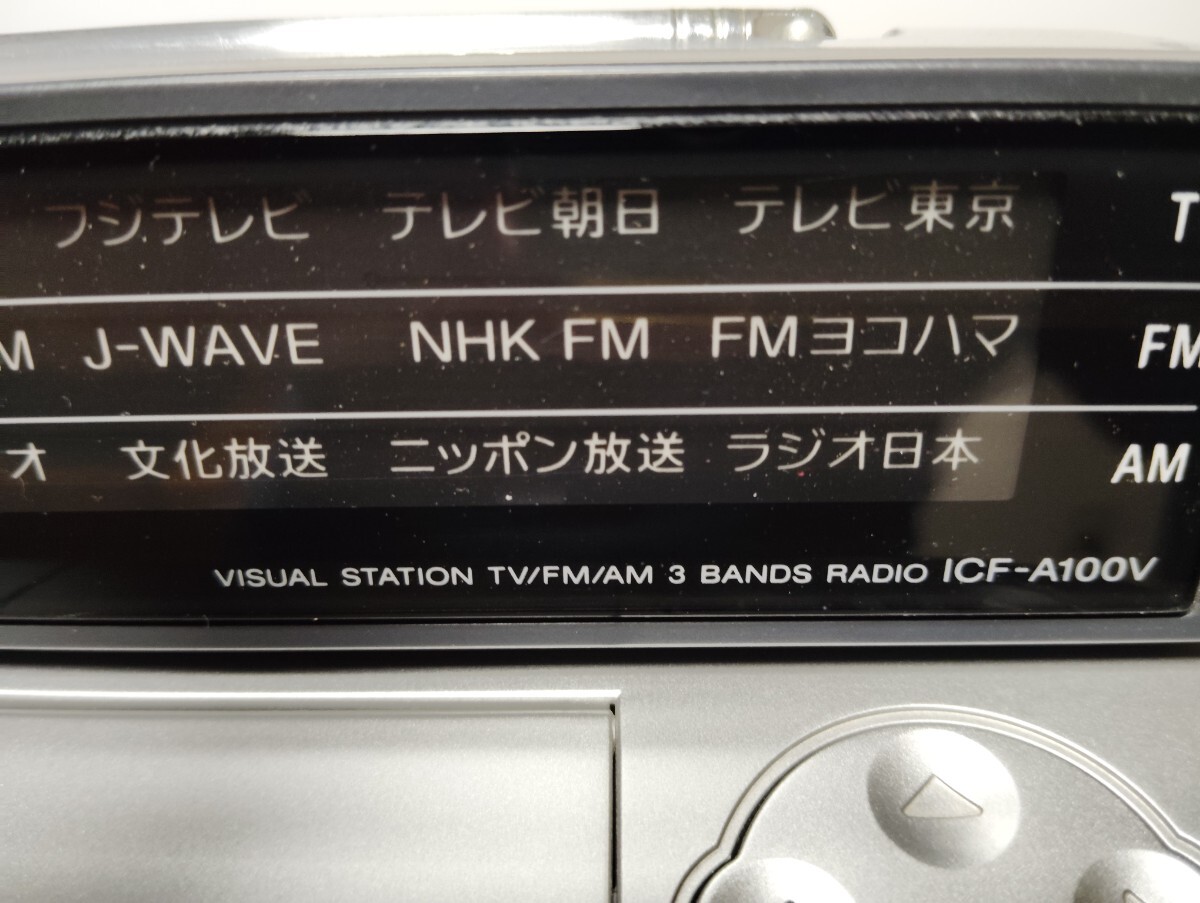 フジテレビ テレビ朝日 テレビ東京 T
M J-WAVE NHK FM FMヨコハマ FM
オ 文化放送 ニッポン放送 ラジオ日本 AM
VISUAL STATION TV/FM/AM 3 BANDS RADIO ICF-A100V